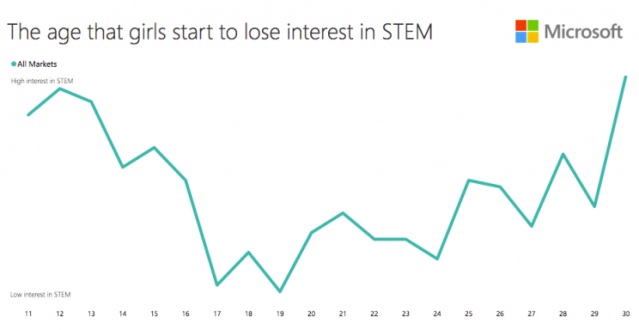 The age that girls start to lose interest in STEM
Microsoft
All Markets
High interest in STEM
Low interest in STEM
11 12 13 14 15 16 17 18 19 20 21 22 23 24 25 26 27 28 29 30